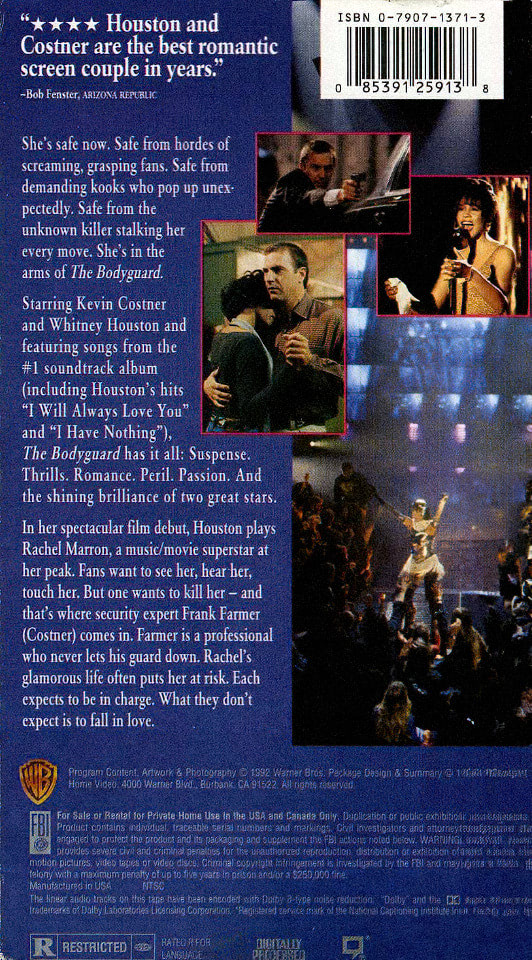 “★★★★ Houston and
Costner are the best romantic
screen couple in years.”
–Bob Fenster, ARIZONA REPUBLIC
ISBN 0-7907-1371-3
0 85391 25913 8
She's safe now. Safe from hordes of
screaming, grasping fans. Safe from
demanding kooks who pop up unex-
pectedly. Safe from the
unknown killer stalking her
every move. She's in the
arms of The Bodyguard.
Starring Kevin Costner
and Whitney Houston and
featuring songs from the
#1 soundtrack album
(including Houston's hits
“I Will Always Love You”
and “I Have Nothing”),
The Bodyguard has it all: Suspense.
Thrills. Romance. Peril. Passion. And
the shining brilliance of two great stars.
In her spectacular film debut, Houston plays
Rachel Marron, a music/movie superstar at
her peak. Fans want to see her, hear her,
touch her. But one wants to kill her – and
that's where security expert Frank Farmer
(Costner) comes in. Farmer is a professional
who never lets his guard down. Rachel's
glamorous life often puts her at risk. Each
expects to be in charge. What they don't
expect is to fall in love.
WB
Program Content, Artwork & Photography © 1992 Warner Bros. Package Design & Summary ©
Home Video, 4000 Warner Blvd., Burbank, CA 91522. All rights reserved.
FBI
For Sale or Rental for Private Home Use in the USA and Canada Only. Duplication or public exhibition
Product contains individual, traceable serial numbers and markings. Civil investigators and
engaged to protect the product and its packaging and supplement the FBI actions noted below. WARNING:
provides severe civil and criminal penalties for the unauthorized reproduction, distribution or exhibition of
motion pictures, video tapes or video discs. Criminal copyright infringement is investigated by the FBI and
felony with a maximum penalty of up to five years in prison and/or a $250,000 fine.
Manufactured in USA NTSC
The linear audio tracks on this tape have been encoded with Dolby B-type noise reduction. "Dolby" and the
trademarks of Dolby Laboratories Licensing Corporation. *Registered service mark of the National Captioning Institute
R RESTRICTED
RATED R FOR
LANGUAGE
DIGITALLY